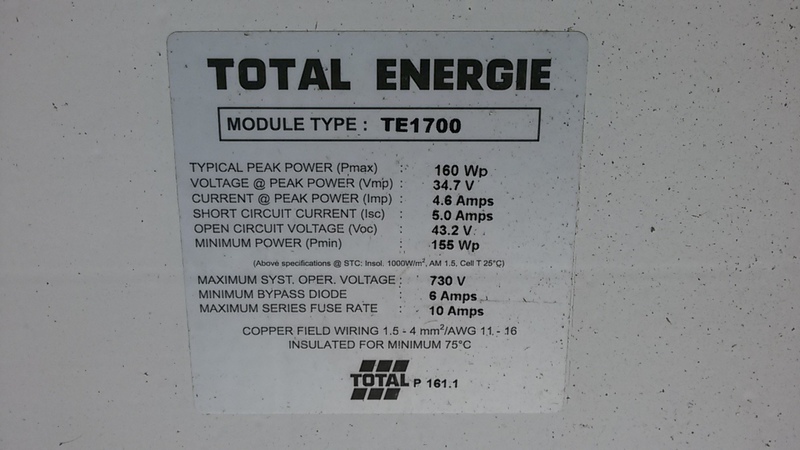 TOTAL ENERGIE
MODULE TYPE : TE1700
TYPICAL PEAK POWER (Pmax) : 160 Wp
VOLTAGE @ PEAK POWER (Vmp) : 34.7 V
CURRENT @ PEAK POWER (Imp) : 4.6 Amps
SHORT CIRCUIT CURRENT (Isc) : 5.0 Amps
OPEN CIRCUIT VOLTAGE (Voc) : 43.2 V
MINIMUM POWER (Pmin) : 155 Wp
(Above specifications @ STC: Insol. 1000W/m², AM 1.5, Cell T 25°C)
MAXIMUM SYST. OPER. VOLTAGE : 730 V
MINIMUM BYPASS DIODE : 6 Amps
MAXIMUM SERIES FUSE RATE : 10 Amps
COPPER FIELD WIRING 1.5 - 4 mm²/AWG 11 - 16
INSULATED FOR MINIMUM 75°C
TOTAL P 161.1